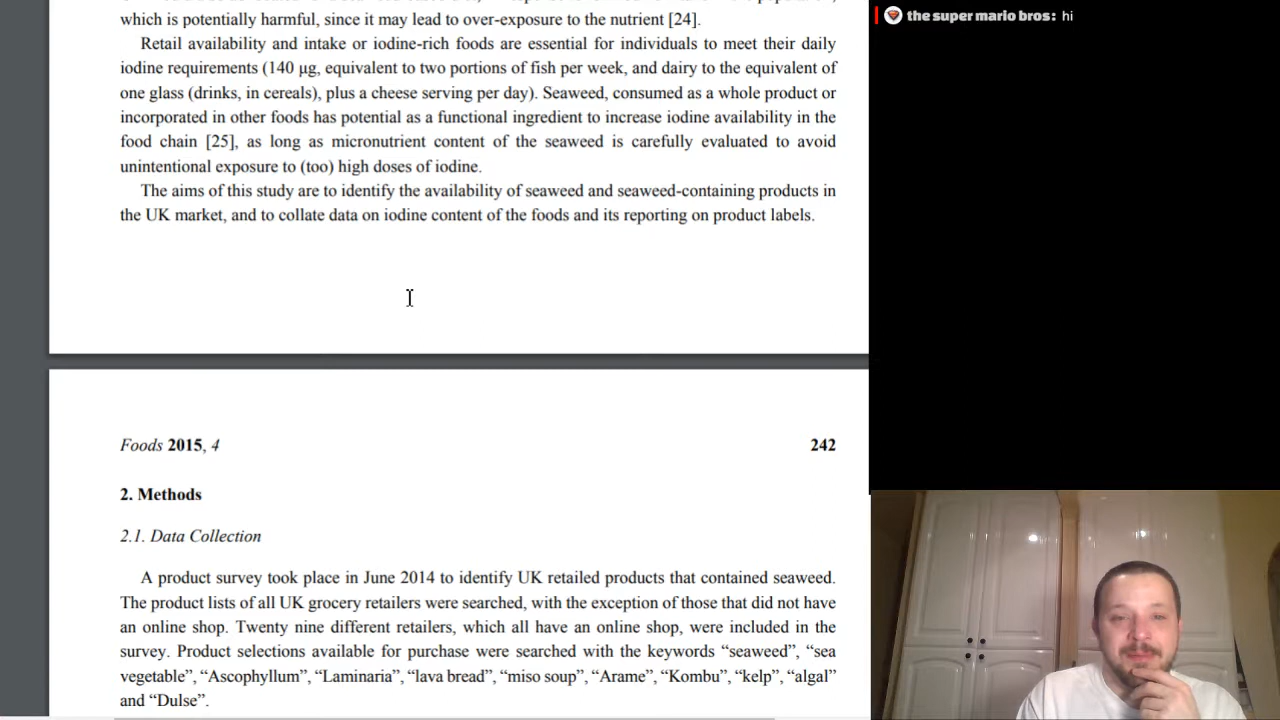 which is potentially harmful, since it may lead to over-exposure to the nutrient [24].
Retail availability and intake or iodine-rich foods are essential for individuals to meet their daily
iodine requirements (140 μg, equivalent to two portions of fish per week, and dairy to the equivalent of
one glass (drinks, in cereals), plus a cheese serving per day). Seaweed, consumed as a whole product or
incorporated in other foods has potential as a functional ingredient to increase iodine availability in the
food chain [25], as long as micronutrient content of the seaweed is carefully evaluated to avoid
unintentional exposure to (too) high doses of iodine.
The aims of this study are to identify the availability of seaweed and seaweed-containing products in
the UK market, and to collate data on iodine content of the foods and its reporting on product labels.
Foods 2015, 4
242
2. Methods
2.1. Data Collection
A product survey took place in June 2014 to identify UK retailed products that contained seaweed.
The product lists of all UK grocery retailers were searched, with the exception of those that did not have
an online shop. Twenty nine different retailers, which all have an online shop, were included in the
survey. Product selections available for purchase were searched with the keywords “seaweed”, “sea
vegetable”, “Ascophyllum”, “Laminaria”, “lava bread”, “miso soup”, “Arame”, “Kombu”, “kelp”, “algal”
and “Dulse”.
the super mario bros: hi